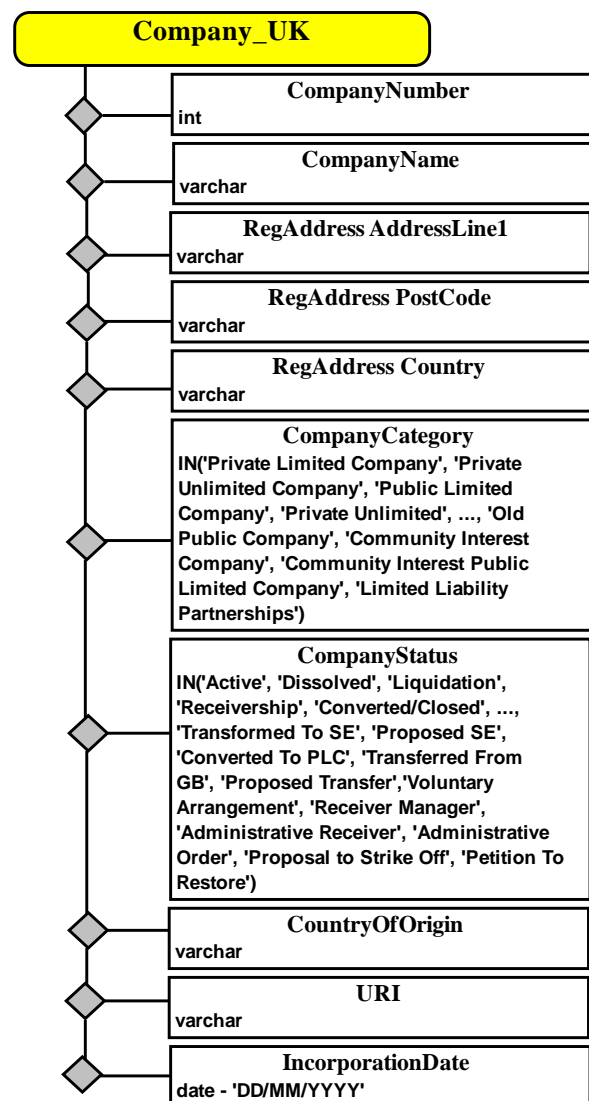 Company_UK
CompanyNumber
int
CompanyName
varchar
RegAddress AddressLine1
varchar
RegAddress PostCode
varchar
RegAddress Country
varchar
CompanyCategory
IN('Private Limited Company', 'Private
Unlimited Company', 'Public Limited
Company', 'Private Unlimited', ..., 'Old
Public Company', 'Community Interest
Company', 'Community Interest Public
Limited Company', 'Limited Liability
Partnerships')
CompanyStatus
IN('Active', 'Dissolved', 'Liquidation',
'Receivership', 'Converted/Closed', ...,
'Transformed To SE', 'Proposed SE',
'Converted To PLC', 'Transferred From
GB', 'Proposed Transfer','Voluntary
Arrangement', 'Receiver Manager',
'Administrative Receiver', 'Administrative
Order', 'Proposal to Strike Off', 'Petition To
Restore')
CountryOfOrigin
varchar
URI
varchar
IncorporationDate
date - 'DD/MM/YYYY'